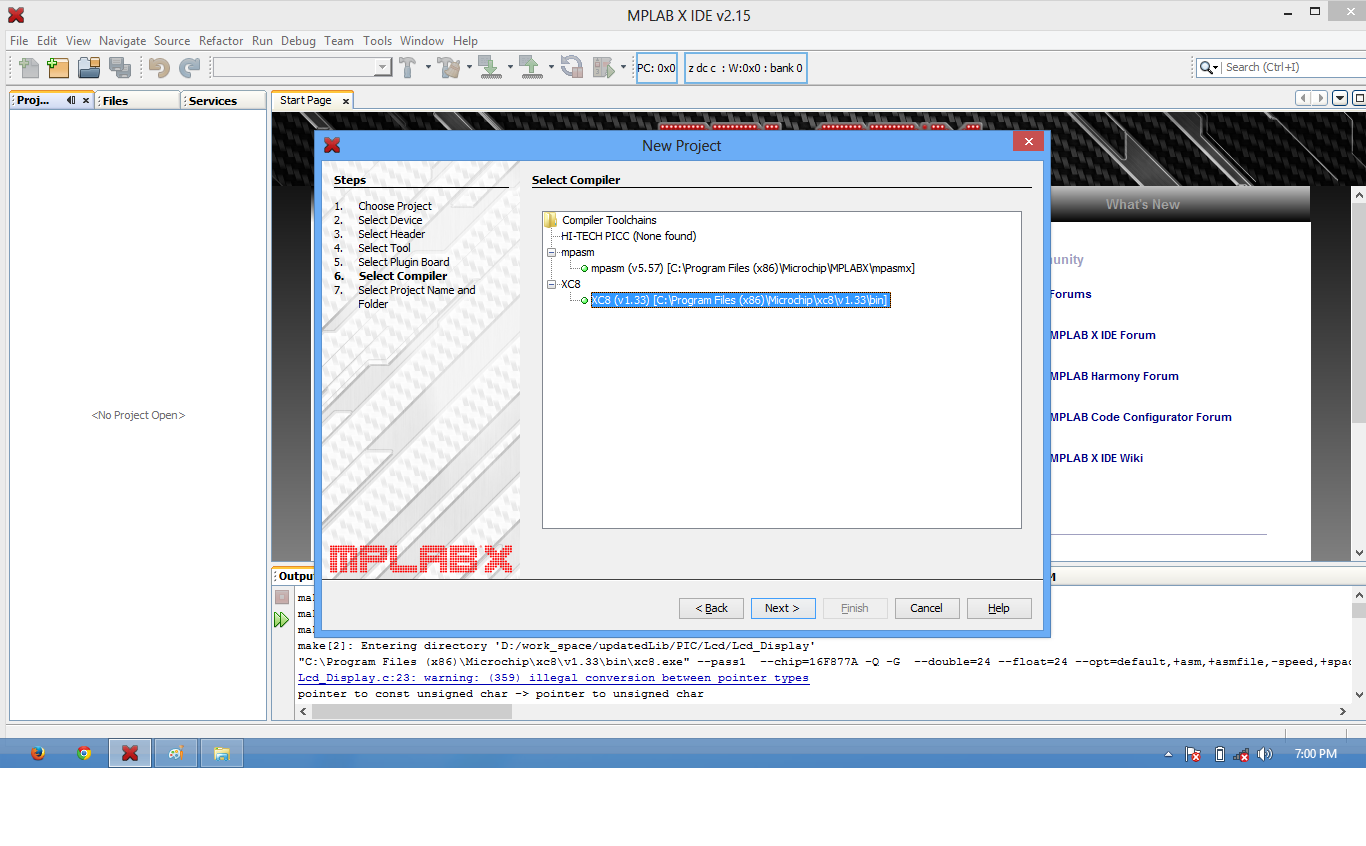 MPLAB X IDE v2.15
File Edit View Navigate Source Refactor Run Debug Team Tools Window Help
PC: 0x0 z dc c : W:0x0 : bank 0 Search (Ctrl+I)
Proj... Files Services Start Page
New Project
Steps
1. Choose Project
2. Select Device
3. Select Header
4. Select Tool
5. Select Plugin Board
6. Select Compiler
7. Select Project Name and
Folder
MPLAB X
Select Compiler
Compiler Toolchains
HI-TECH PICC (None found)
mpasm
mpasm (v5.57) [C:\Program Files (x86)\Microchip\MPLABX\mpasmx]
XC8
XC8 (v1.33) [C:\Program Files (x86)\Microchip\xc8\v1.33\bin]
< Back Next > Finish Cancel Help
<No Project Open>
What's New
unity
Forums
MPLAB X IDE Forum
MPLAB Harmony Forum
MPLAB Code Configurator Forum
MPLAB X IDE Wiki
Outpu
mak
mak
mak
make[2]: Entering directory 'D:/work_space/updatedLib/PIC/Lcd/Lcd_Display'
"C:\Program Files (x86)\Microchip\xc8\v1.33\bin\xc8.exe" --pass1 --chip=16F877A -Q -G --double=24 --float=24 --opt=default,+asm,+asmfile,-speed,+spac
Lcd_Display.c:23: warning: (359) illegal conversion between pointer types
pointer to const unsigned char -> pointer to unsigned char
7:00 PM